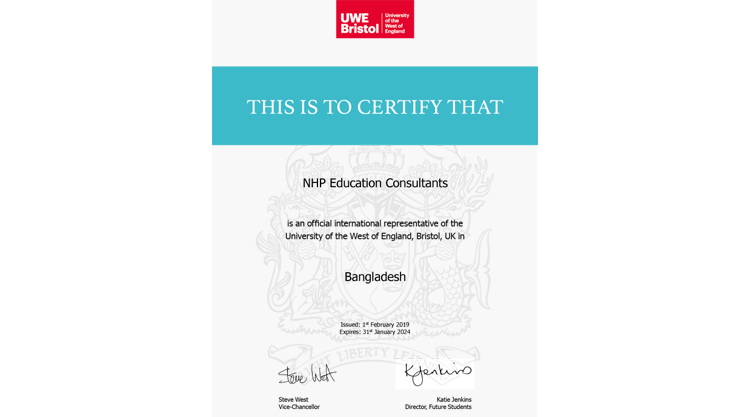 UWE
Bristol
University
of the
West of
England
THIS IS TO CERTIFY THAT
NHP Education Consultants
is an official international representative of the
University of the West of England, Bristol, UK in
Bangladesh
Issued: 1st February 2019
Expires: 31st January 2024
LIBERTY
Steve West
K Jenkins
Steve West
Vice-Chancellor
Katie Jenkins
Director, Future Students